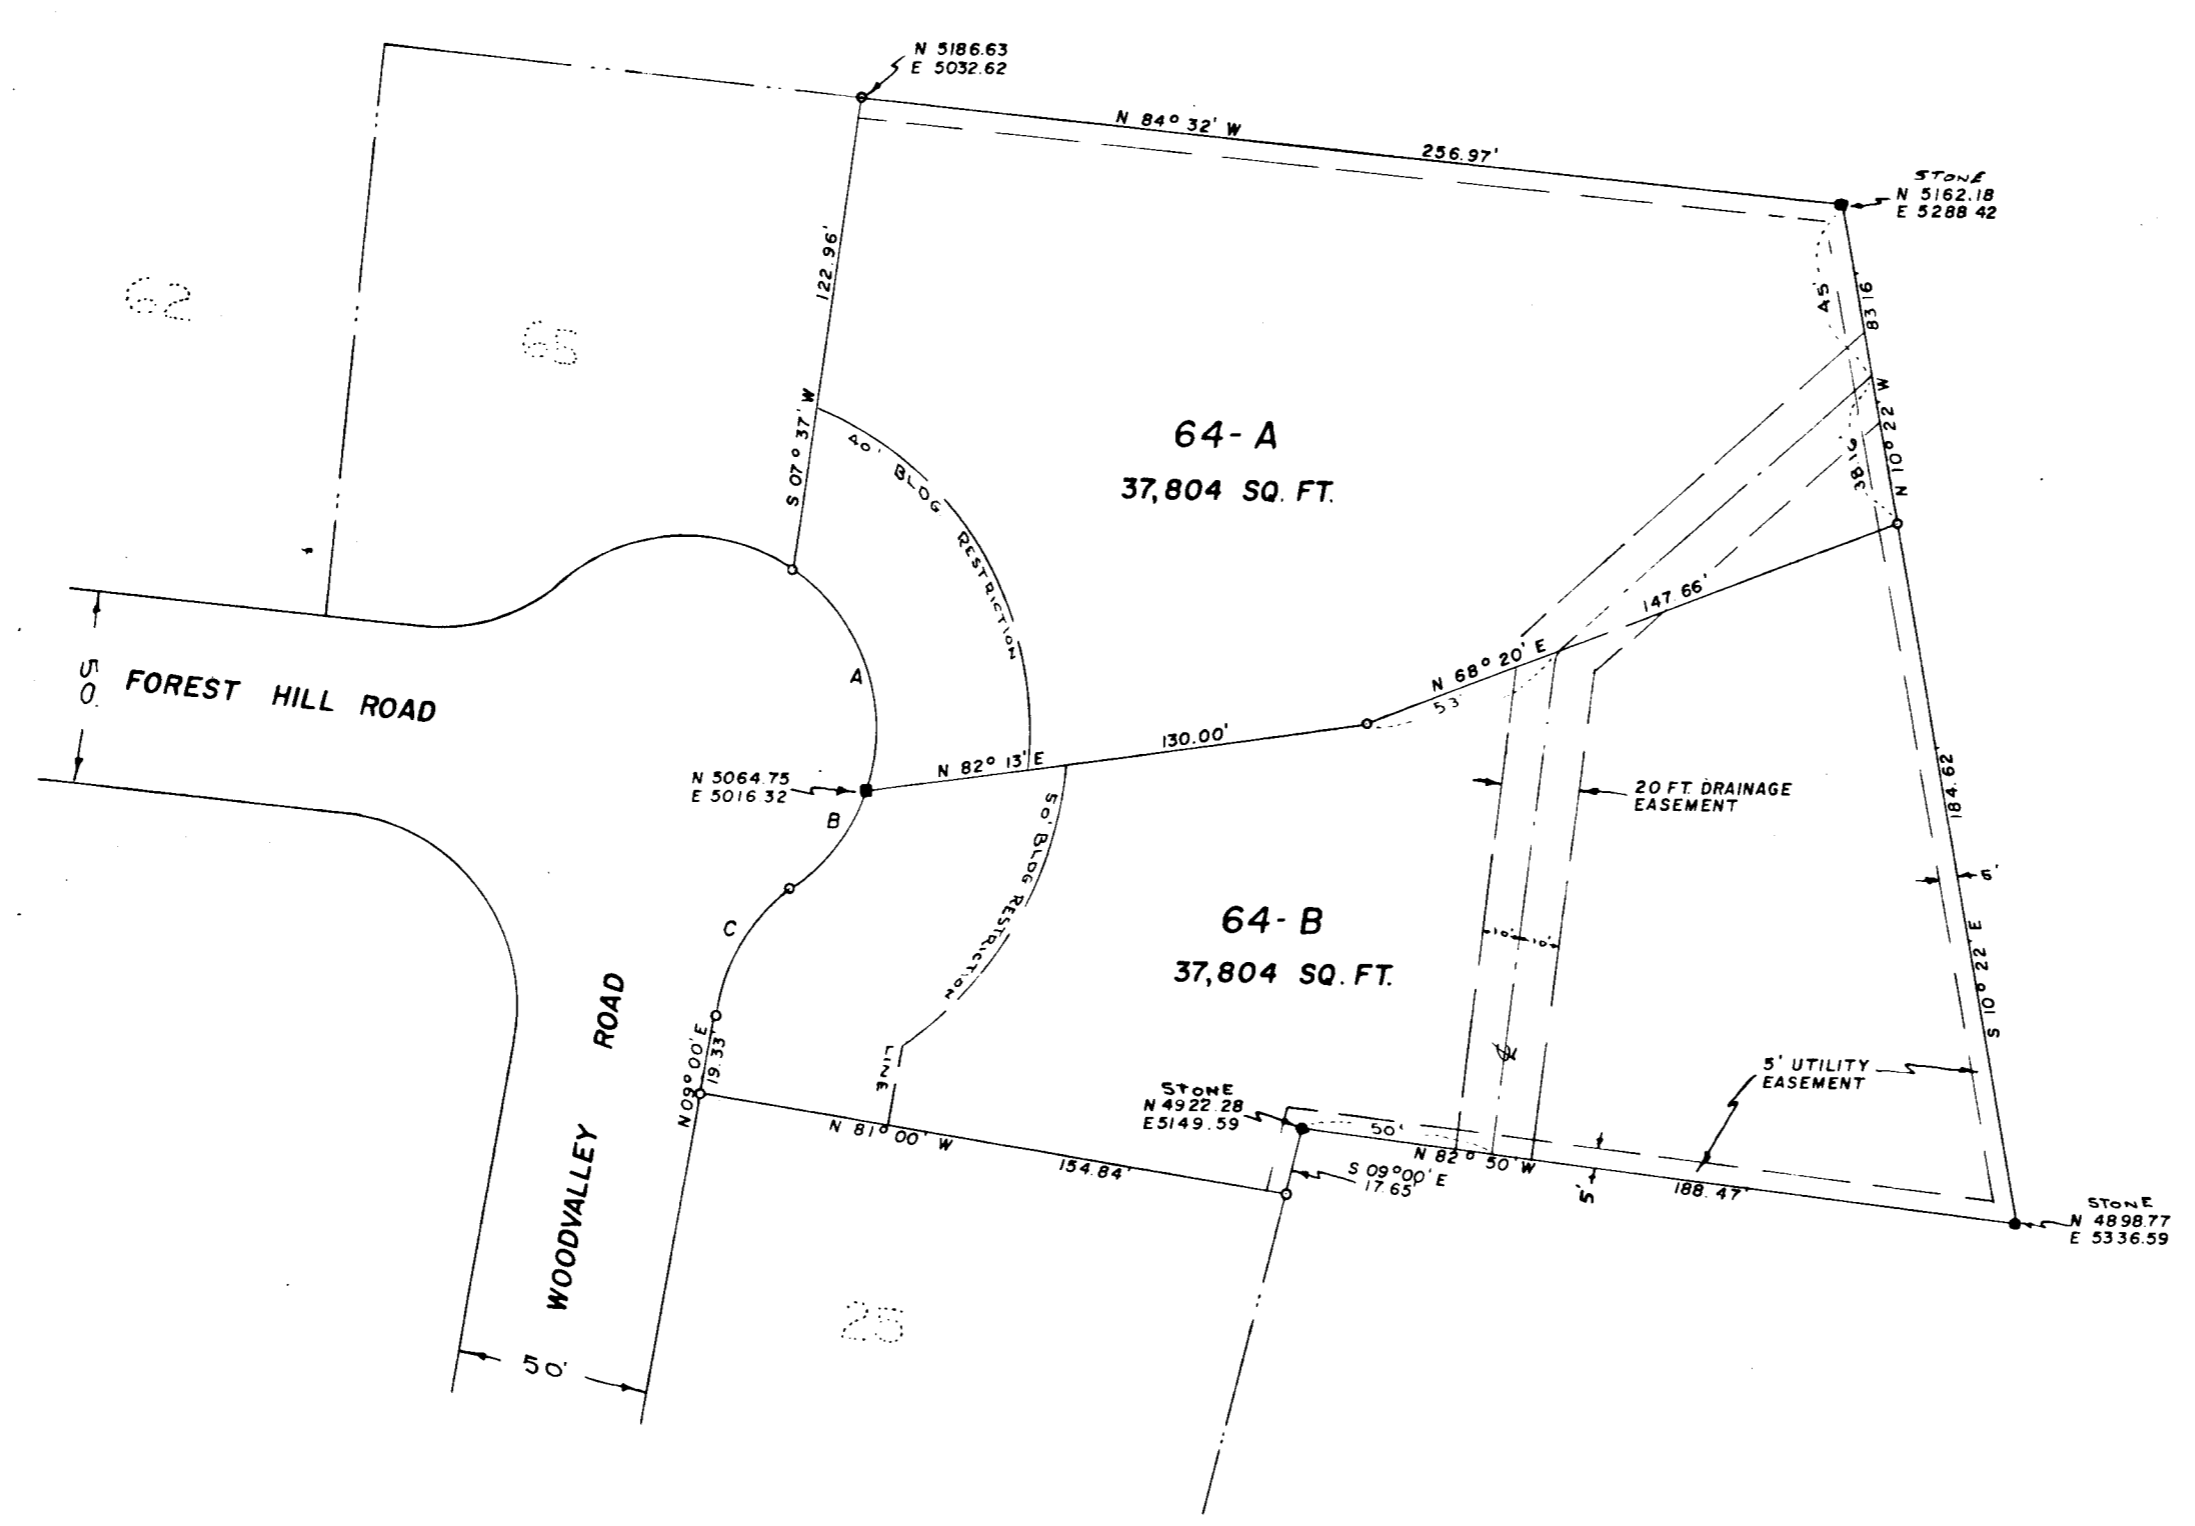 N 5186.63
E 5032.62
N 84° 32' W
256.97'
STONE
N 5162.18
E 5288 42
122.96'
S 07° 37' W
62
65
45'
83 16'
N 10° 22' W
38.16'
40' BLDG RESTRICTION
64-A
37,804 SQ. FT.
A
FOREST HILL ROAD
50'
N 68° 20' E
147.66'
53'
130.00'
N 82° 13' E
N 5064.75
E 5016.32
B
20 FT. DRAINAGE
EASEMENT
184.62'
5'
50' BLDG RESTRICTION
LINE
C
64-B
37,804 SQ. FT.
10'
10'
S 10° 22' E
WOODVALLEY ROAD
N 09° 00' E
19.33'
5' UTILITY
EASEMENT
STONE
N 4922.28
E 5149.59
50'
N 82° 50' W
188.47'
5'
N 81° 00' W
154.84'
S 09° 00' E
17.65'
STONE
N 4898.77
E 5336.59
25
50'